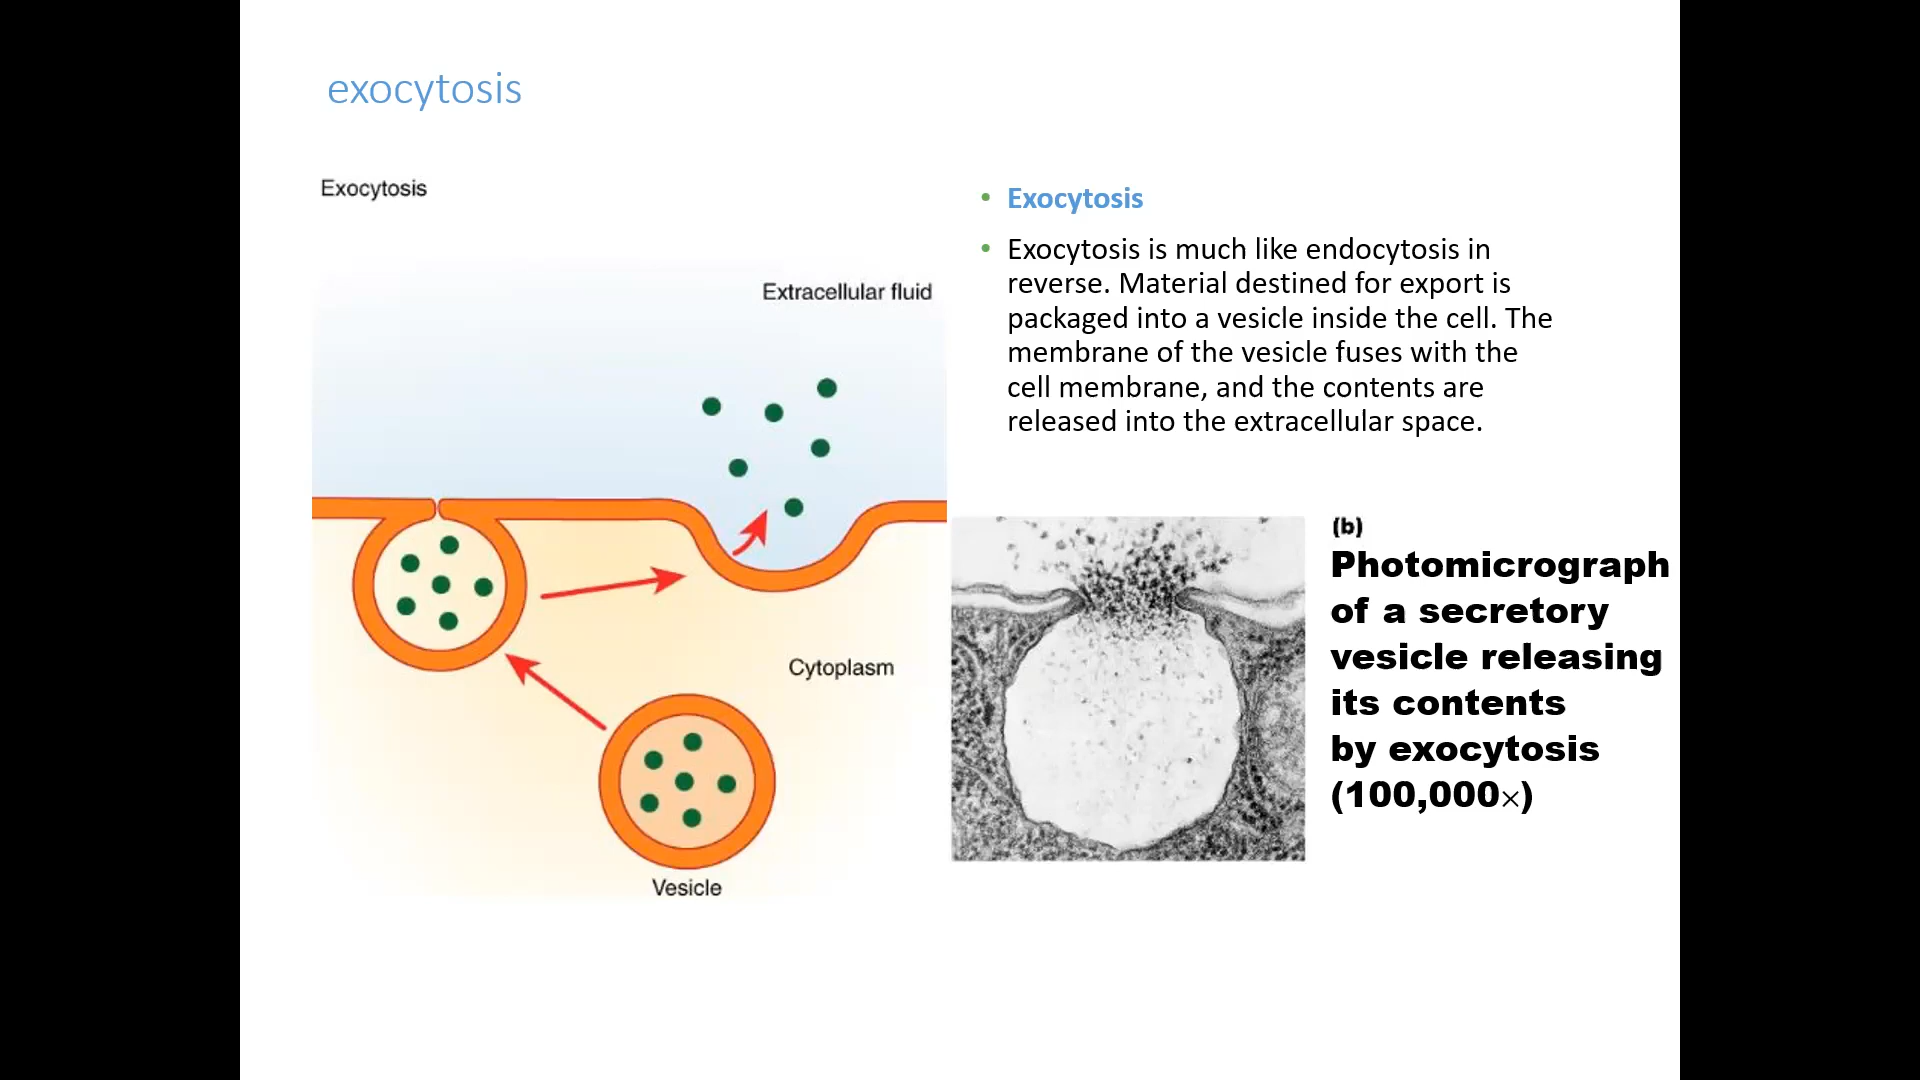 exocytosis
Exocytosis
Extracellular fluid
Cytoplasm
Vesicle
• Exocytosis
• Exocytosis is much like endocytosis in
reverse. Material destined for export is
packaged into a vesicle inside the cell. The
membrane of the vesicle fuses with the
cell membrane, and the contents are
released into the extracellular space.
(b)
Photomicrograph
of a secretory
vesicle releasing
its contents
by exocytosis
(100,000×)